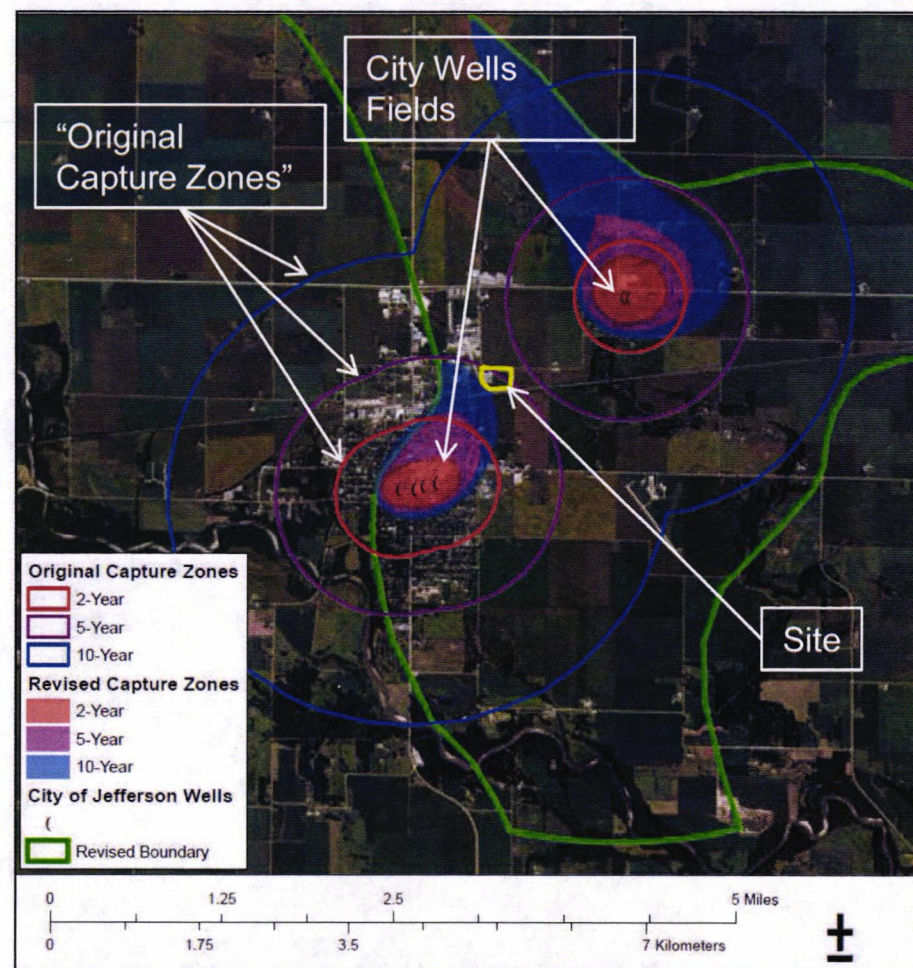 City Wells
Fields
“Original
Capture Zones”
Site
Original Capture Zones
2-Year
5-Year
10-Year
Revised Capture Zones
2-Year
5-Year
10-Year
City of Jefferson Wells
Revised Boundary
0 1.25 2.5 5 Miles
0 1.75 3.5 7 Kilometers